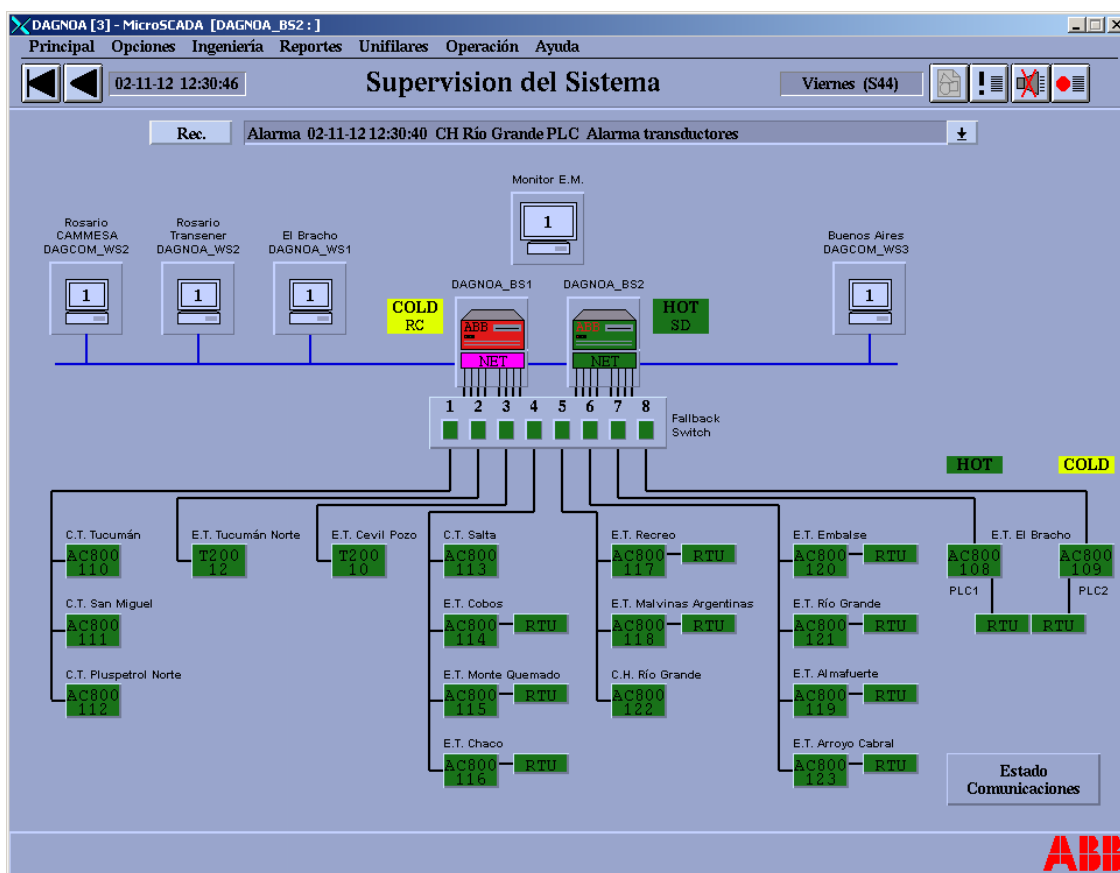 DAGNOA [3] - MicroSCADA [DAGNOA_BS2 : ]
Principal Opciones Ingeniería Reportes Unifilares Operación Ayuda
02-11-12 12:30:46 Supervision del Sistema Viernes (S44)
Rec. Alarma 02-11-12 12:30:40 CH Río Grande PLC Alarma transductores
Monitor E.M.
1
Rosario CAMMESA DAGCOM_WS2
1
Rosario Transener DAGNOA_WS2
1
El Bracho DAGNOA_WS1
1
Buenos Aires DAGCOM_WS3
1
DAGNOA_BS1 DAGNOA_BS2
COLD RC
ABB
NET
ABB
NET
HOT SD
1 2 3 4 5 6 7 8
Fallback Switch
HOT COLD
C.T. Tucumán
AC800 110
C.T. San Miguel
AC800 111
C.T. Pluspetrol Norte
AC800 112
E.T. Tucumán Norte
T200 12
E.T. Cevil Pozo
T200 10
C.T. Salta
AC800 113
E.T. Cobos
AC800 114 RTU
E.T. Monte Quemado
AC800 115 RTU
E.T. Chaco
AC800 116 RTU
E.T. Recreo
AC800 117 RTU
E.T. Malvinas Argentinas
AC800 118 RTU
C.H. Río Grande
AC800 122
E.T. Embalse
AC800 120 RTU
E.T. Río Grande
AC800 121 RTU
E.T. Almafuerte
AC800 119 RTU
E.T. Arroyo Cabral
AC800 123 RTU
E.T. El Bracho
AC800 108
AC800 109
PLC1 PLC2
RTU RTU
Estado Comunicaciones
ABB